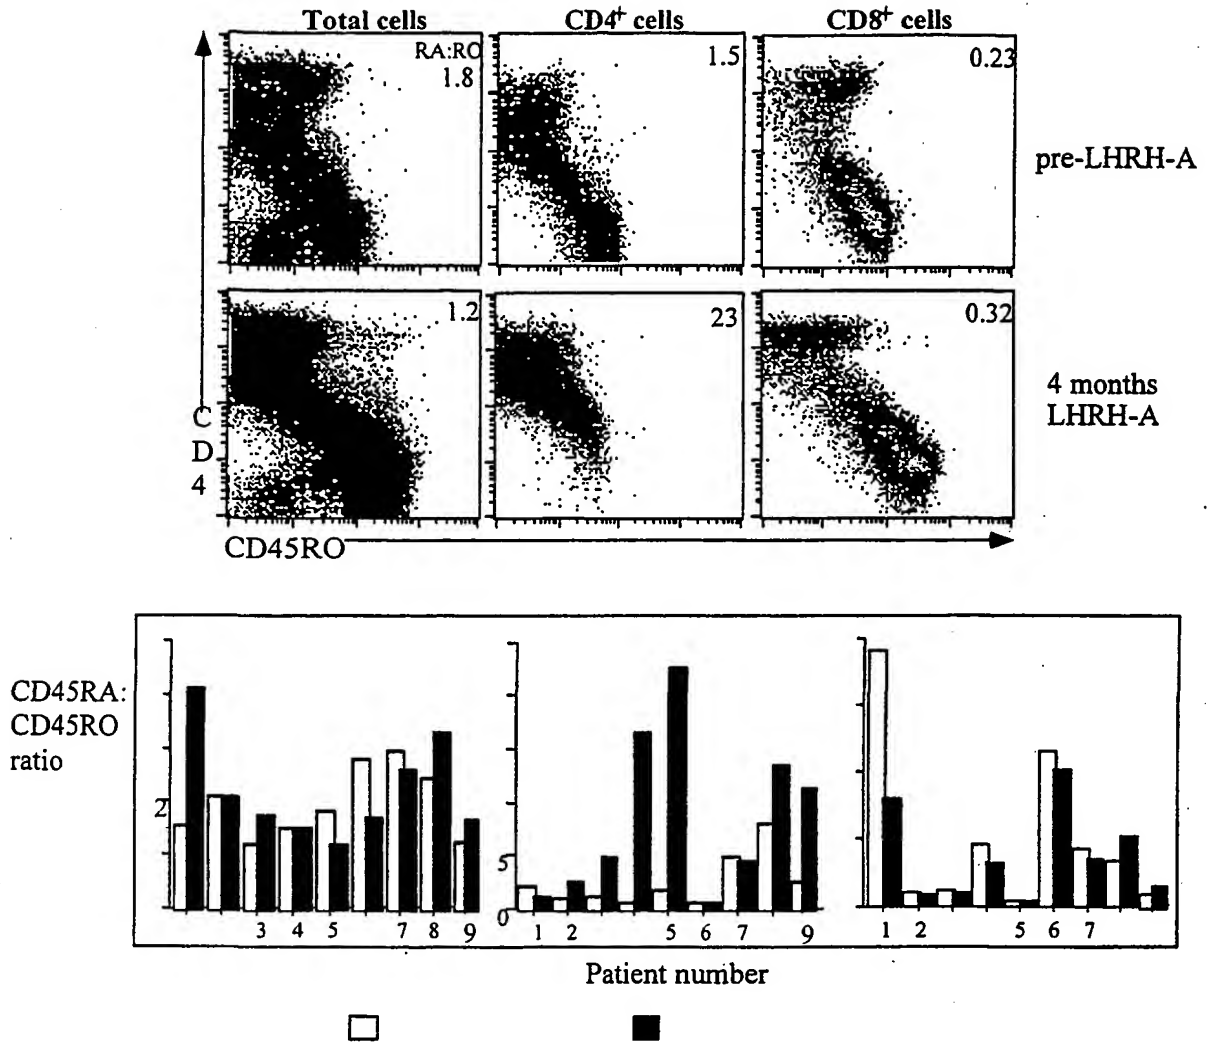 Total cells
CD4+ cells
CD8+ cells
RA:RO
1.8
1.5
0.23
pre-LHRH-A
1.2
23
0.32
4 months
LHRH-A
C
D
4
CD45RO
CD45RA:
CD45RO
ratio
2
5
0
3 4 5 7 8 9
1 2 5 6 7 9
1 2 5 6 7
Patient number